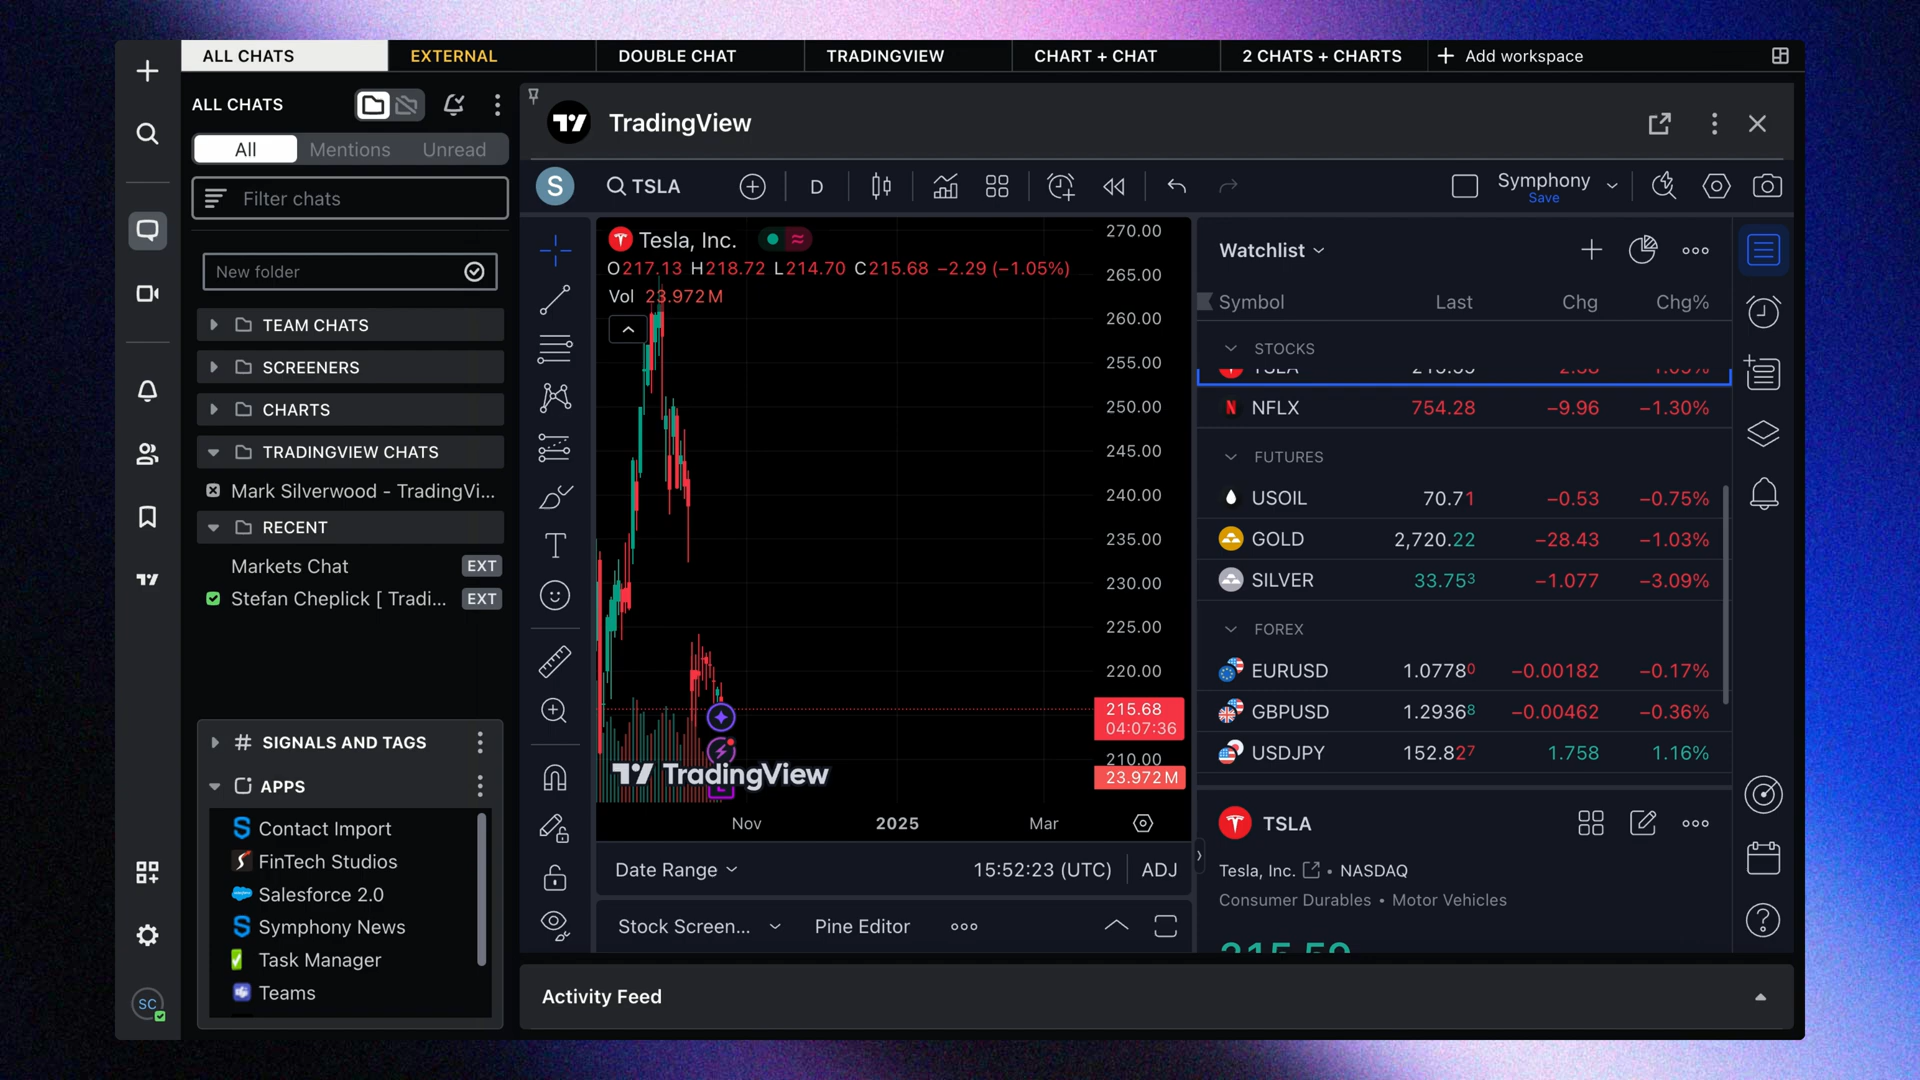 ALL CHATS
EXTERNAL
DOUBLE CHAT
TRADINGVIEW
CHART + CHAT
2 CHATS + CHARTS
Add workspace
ALL CHATS
All Mentions Unread
Filter chats
New folder
TEAM CHATS
SCREENERS
CHARTS
TRADINGVIEW CHATS
Mark Silverwood - TradingVi...
RECENT
Markets Chat EXT
Stefan Cheplick [ Tradi... EXT
# SIGNALS AND TAGS
APPS
Contact Import
FinTech Studios
Salesforce 2.0
Symphony News
Task Manager
Teams
SC
TradingView
S TSLA D Symphony
Save
Tesla, Inc.
O217.13 H218.72 L214.70 C215.68 −2.29 (−1.05%)
Vol 23.972M
270.00
265.00
260.00
255.00
250.00
245.00
240.00
235.00
230.00
225.00
220.00
215.68
04:07:36
210.00
23.972M
TradingView
Nov 2025 Mar
Date Range 15:52:23 (UTC) ADJ
Stock Screen... Pine Editor
Watchlist
Symbol Last Chg Chg%
STOCKS
TSLA
NFLX 754.28 −9.96 −1.30%
FUTURES
USOIL 70.71 −0.53 −0.75%
GOLD 2,720.22 −28.43 −1.03%
SILVER 33.753 −1.077 −3.09%
FOREX
EURUSD 1.07780 −0.00182 −0.17%
GBPUSD 1.29368 −0.00462 −0.36%
USDJPY 152.827 1.758 1.16%
TSLA
Tesla, Inc. • NASDAQ
Consumer Durables • Motor Vehicles
Activity Feed